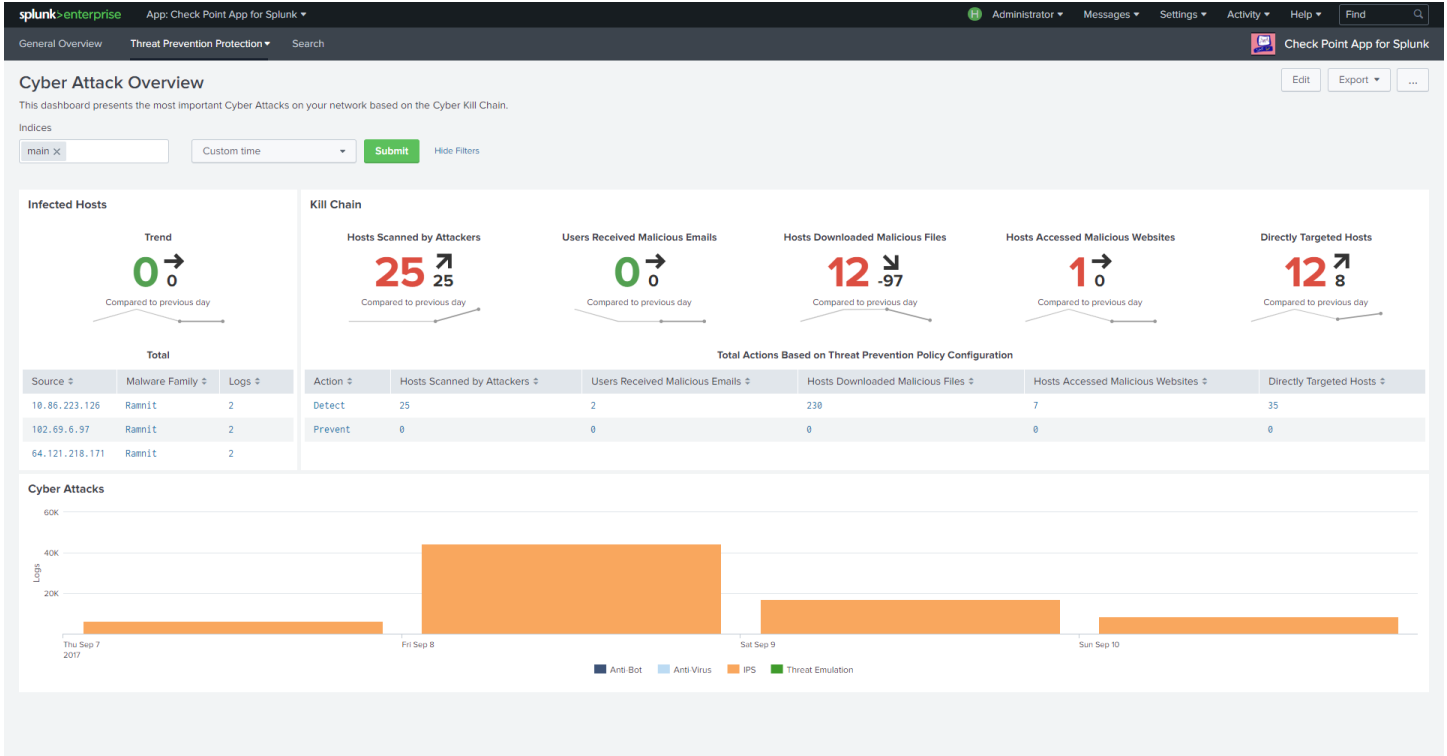 splunk>enterprise App: Check Point App for Splunk Administrator Messages Settings Activity Help Find
General Overview Threat Prevention Protection Search Check Point App for Splunk
Cyber Attack Overview Edit Export ...
This dashboard presents the most important Cyber Attacks on your network based on the Cyber Kill Chain.
Indices
main × Custom time Submit Hide Filters
Infected Hosts
Trend
0 0
Compared to previous day
Total
Source Malware Family Logs
10.86.223.126 Ramnit 2
102.69.6.97 Ramnit 2
64.121.218.171 Ramnit 2
Kill Chain
Hosts Scanned by Attackers Users Received Malicious Emails Hosts Downloaded Malicious Files Hosts Accessed Malicious Websites Directly Targeted Hosts
25 25 0 0 12 -97 1 0 12 8
Compared to previous day Compared to previous day Compared to previous day Compared to previous day Compared to previous day
Total Actions Based on Threat Prevention Policy Configuration
Action Hosts Scanned by Attackers Users Received Malicious Emails Hosts Downloaded Malicious Files Hosts Accessed Malicious Websites Directly Targeted Hosts
Detect 25 2 230 7 35
Prevent 0 0 0 0 0
Cyber Attacks
60K
40K
20K
Logs
Thu Sep 7 Fri Sep 8 Sat Sep 9 Sun Sep 10
2017
Anti-Bot Anti-Virus IPS Threat Emulation